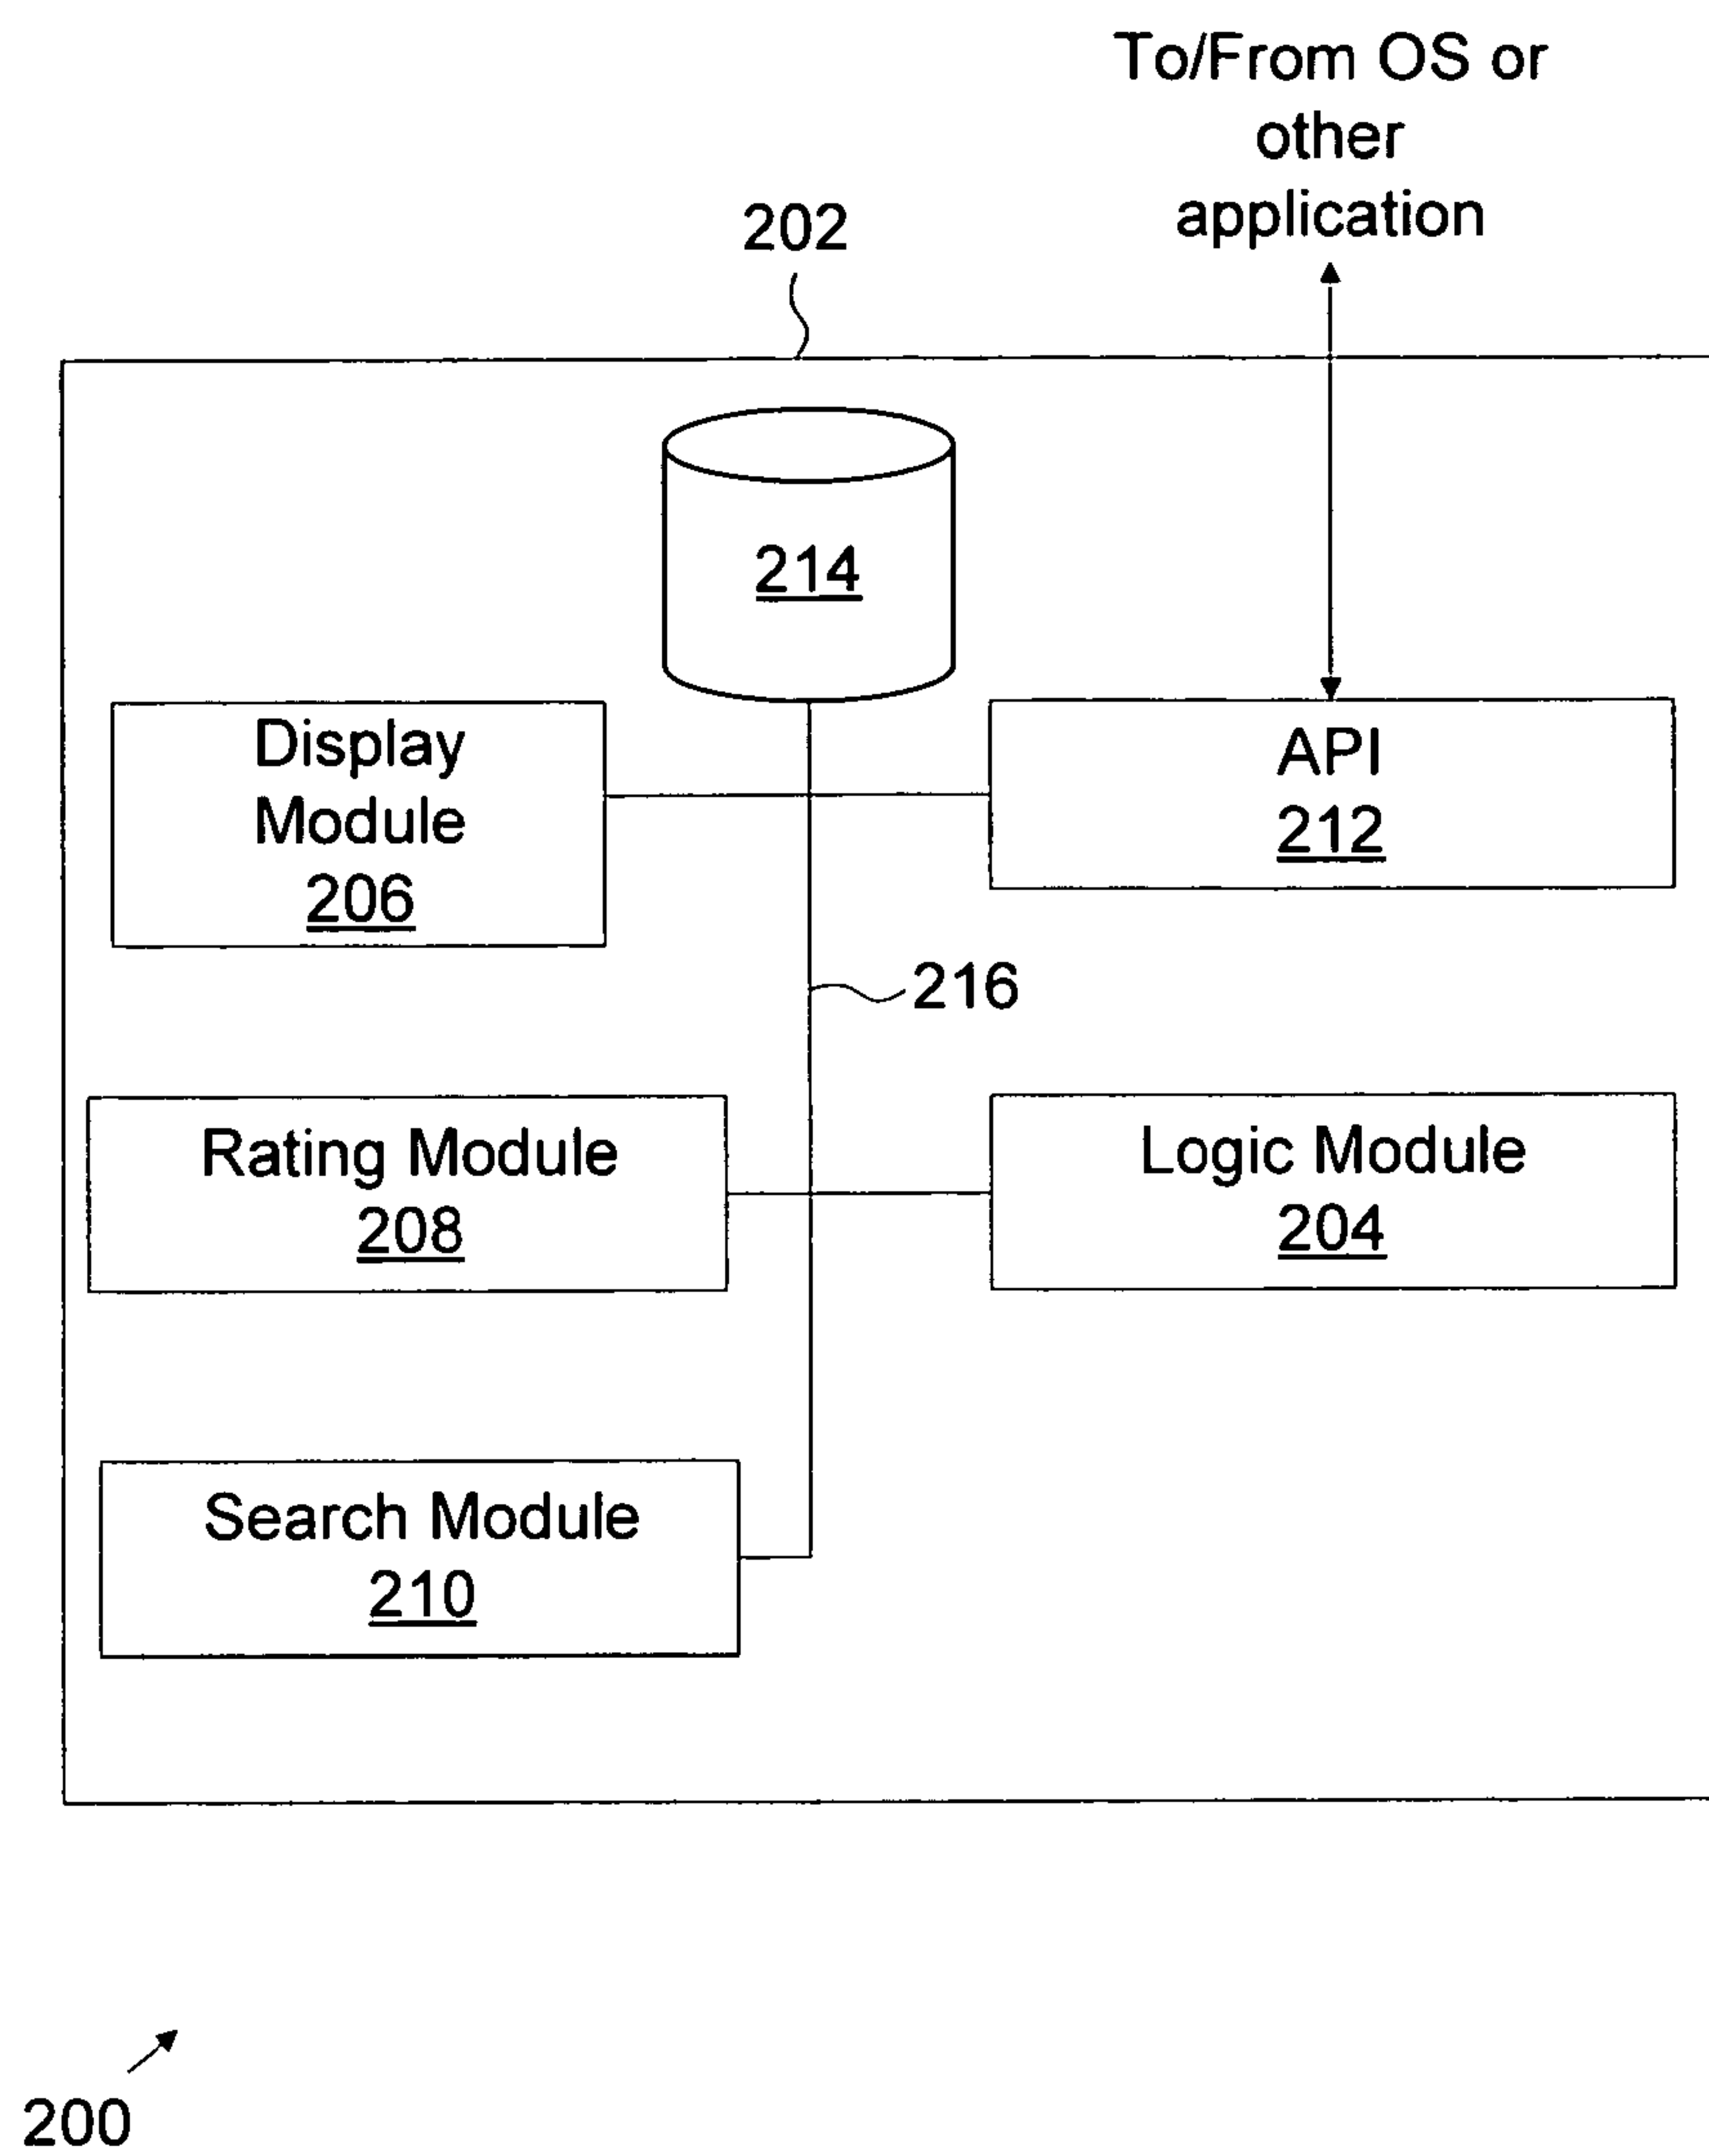 To/From OS or
other
application
202
214
Display
Module
206
API
212
216
Rating Module
208
Logic Module
204
Search Module
210
200